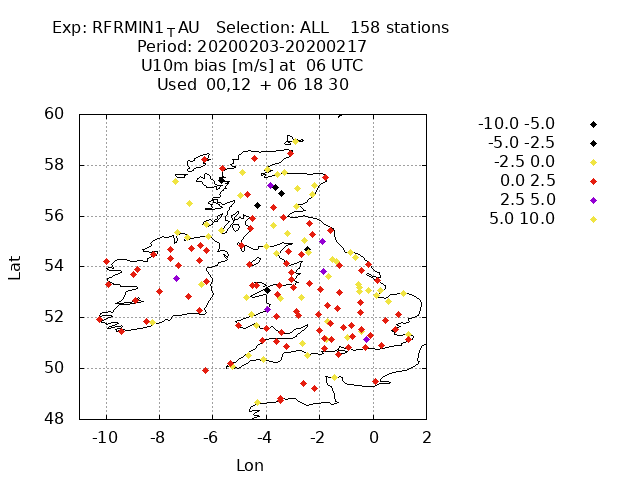 Exp: RFRMIN1TAU Selection: ALL 158 stations
Period: 20200203-20200217
U10m bias [m/s] at 06 UTC
Used 00,12 + 06 18 30
-10.0 -5.0
-5.0 -2.5
-2.5 0.0
0.0 2.5
2.5 5.0
5.0 10.0
60
58
56
54
52
50
48
Lat
-10 -8 -6 -4 -2 0 2
Lon